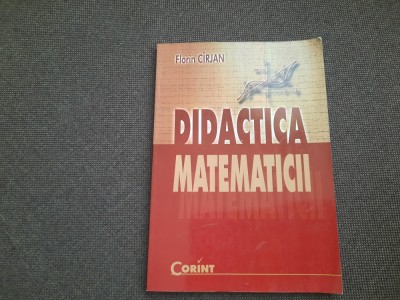 Florin CÎRJAN
DIDACTICA
MATEMATICII
CORINT